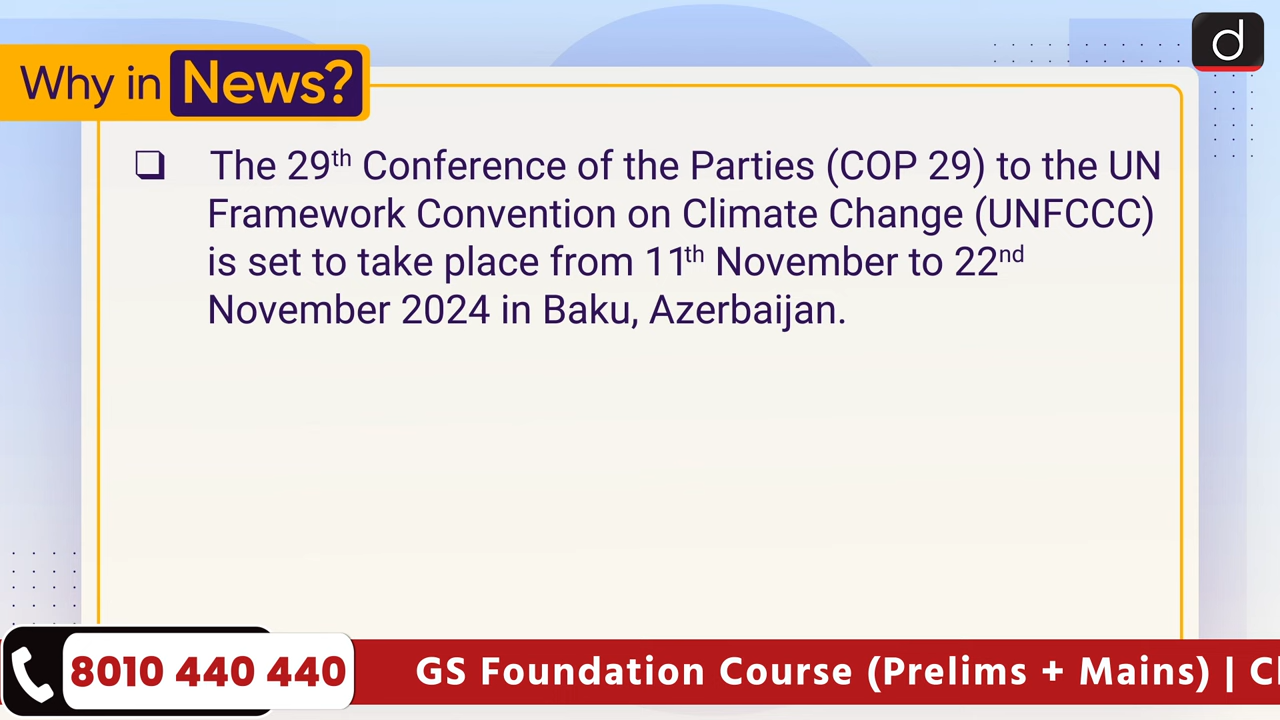 Why in News?
d
❑ The 29th Conference of the Parties (COP 29) to the UN
Framework Convention on Climate Change (UNFCCC)
is set to take place from 11th November to 22nd
November 2024 in Baku, Azerbaijan.
8010 440 440
GS Foundation Course (Prelims + Mains) |